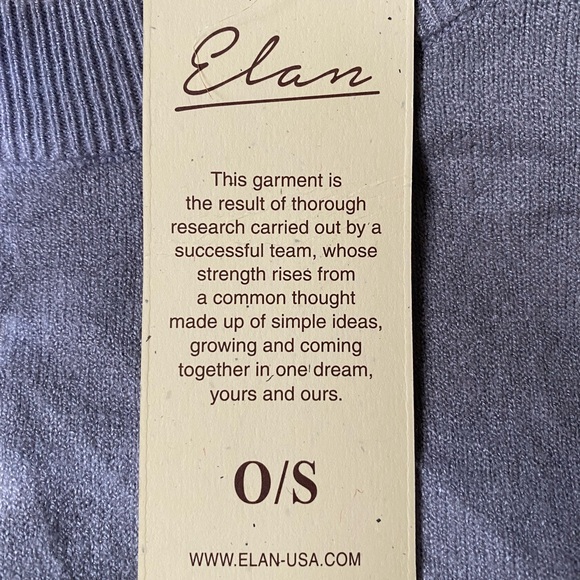 Elan
This garment is
the result of thorough
research carried out by a
successful team, whose
strength rises from
a common thought
made up of simple ideas,
growing and coming
together in one dream,
yours and ours.
O/S
WWW.ELAN-USA.COM